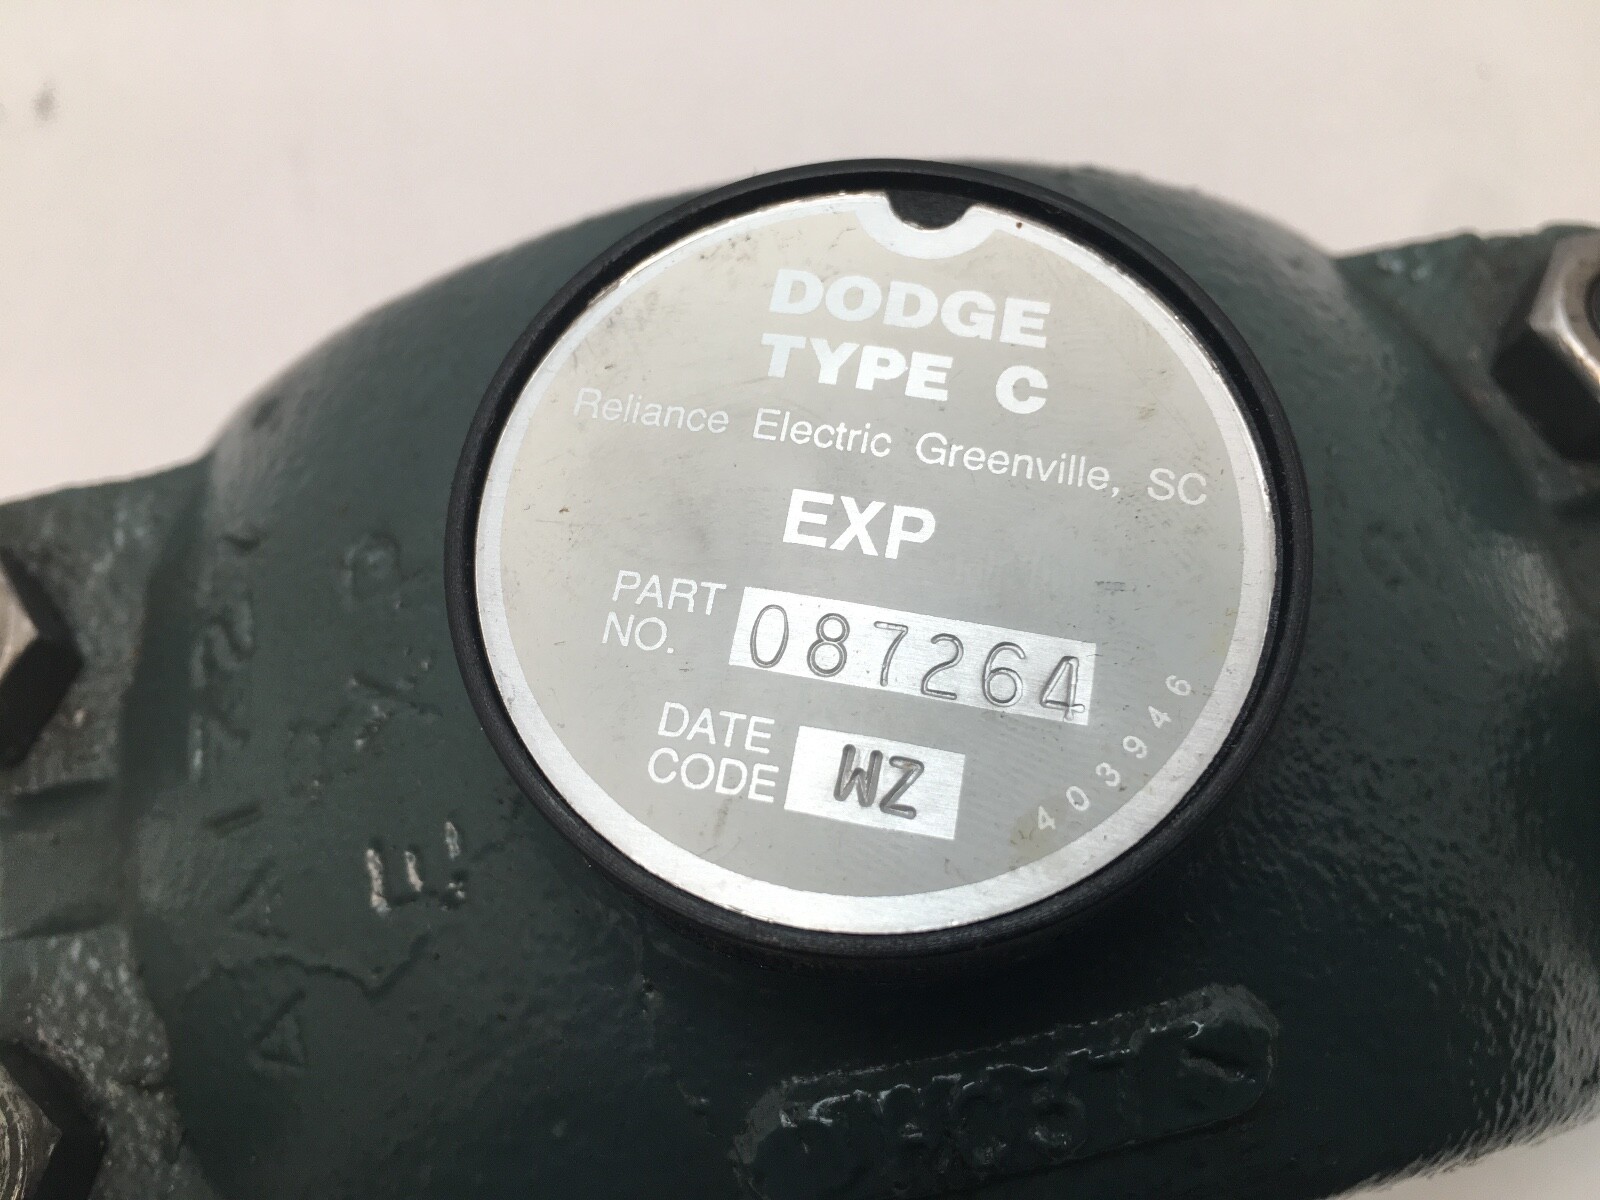 DODGE
TYPE C
Reliance Electric Greenville, SC
EXP
PART NO. 087264
DATE CODE WZ
403946